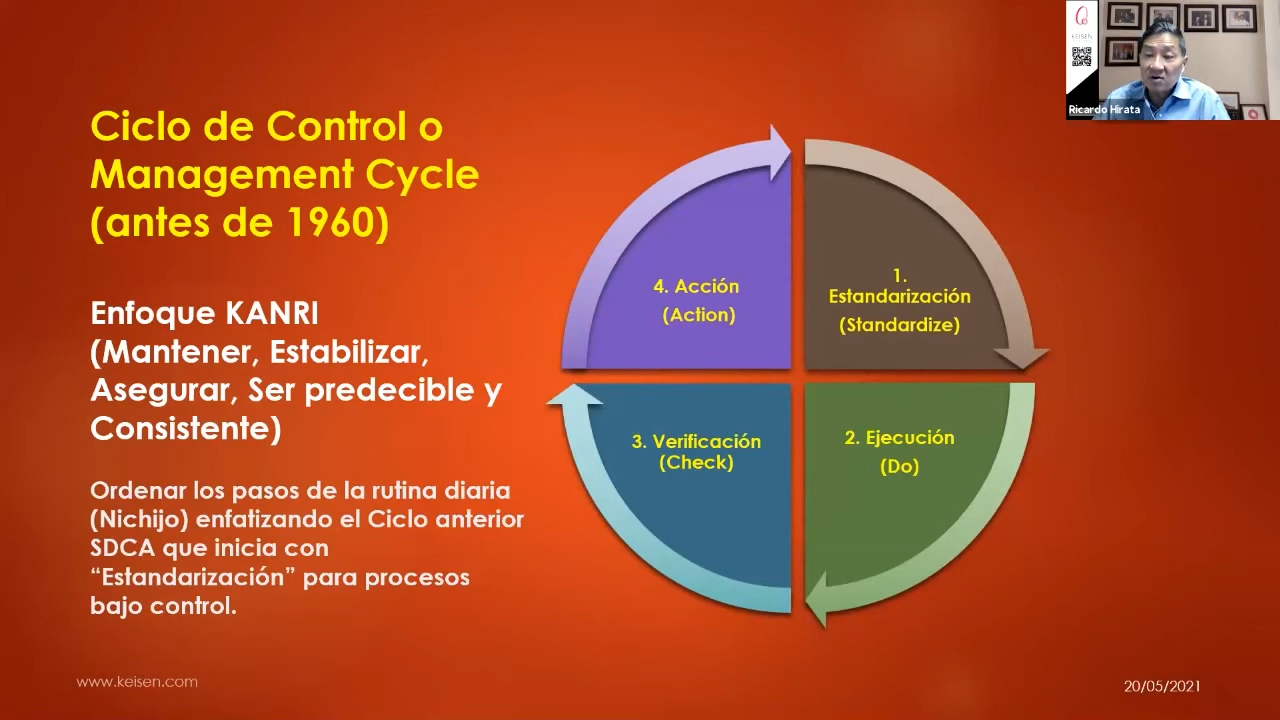 Ciclo de Control o
Management Cycle
(antes de 1960)
Enfoque KANRI
(Mantener, Estabilizar,
Asegurar, Ser predecible y
Consistente)
Ordenar los pasos de la rutina diaria
(Nichijo) enfatizando el Ciclo anterior
SDCA que inicia con
“Estandarización” para procesos
bajo control.
4. Acción
(Action)
1.
Estandarización
(Standardize)
3. Verificación
(Check)
2. Ejecución
(Do)
KEISEN
Ricardo Hirata
www.keisen.com
20/05/2021